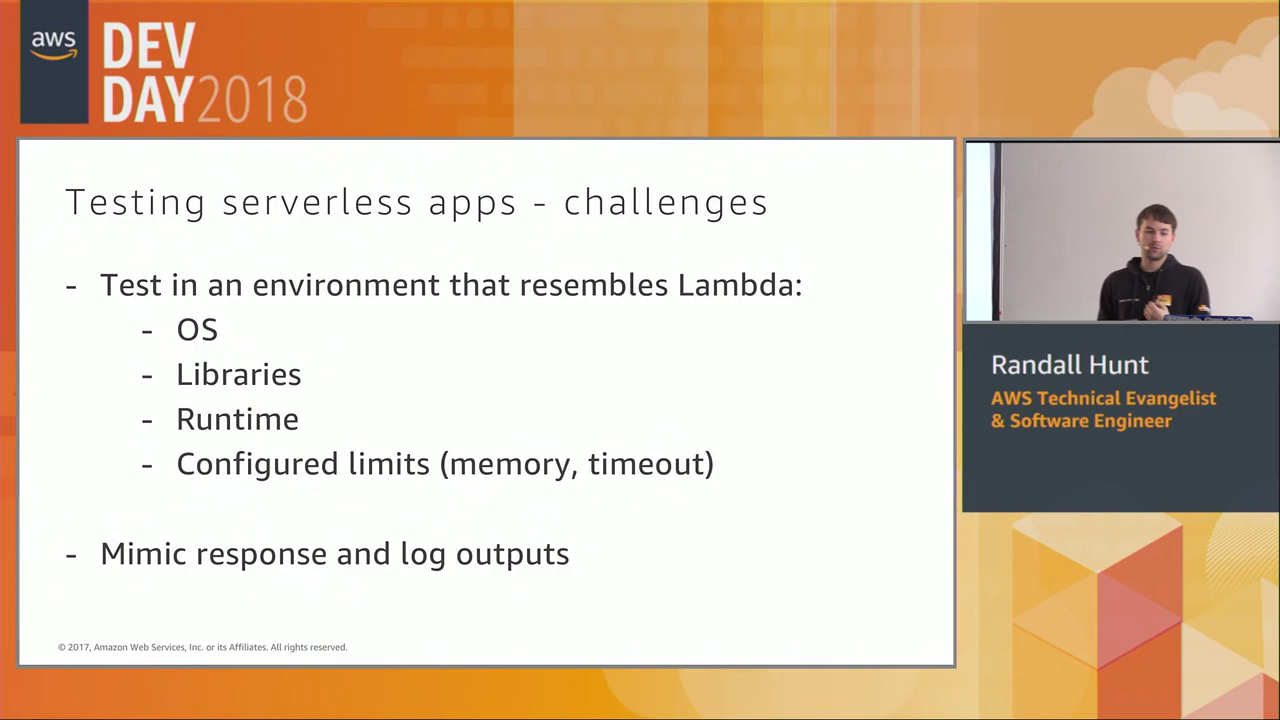 aws
DEV
DAY2018
Testing serverless apps - challenges
- Test in an environment that resembles Lambda:
- OS
- Libraries
- Runtime
- Configured limits (memory, timeout)
- Mimic response and log outputs
© 2017, Amazon Web Services, Inc. or its Affiliates. All rights reserved.
Randall Hunt
AWS Technical Evangelist
& Software Engineer